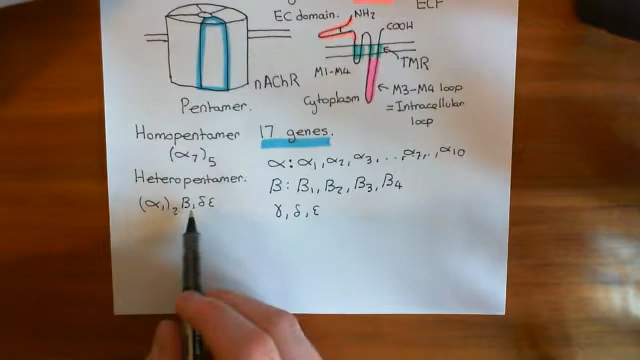 EC domain.
NH2
COOH
ECF
TMR
M1-M4
nAChR
Cytoplasm
M3-M4 loop
= Intracellular
loop
Pentamer.
Homopentamer
(α7)5
Heteropentamer.
(α1)2 β1 δ ε
17 genes.
α: α1, α2, α3, ... α7, .., α10
β: β1, β2, β3, β4
γ, δ, ε